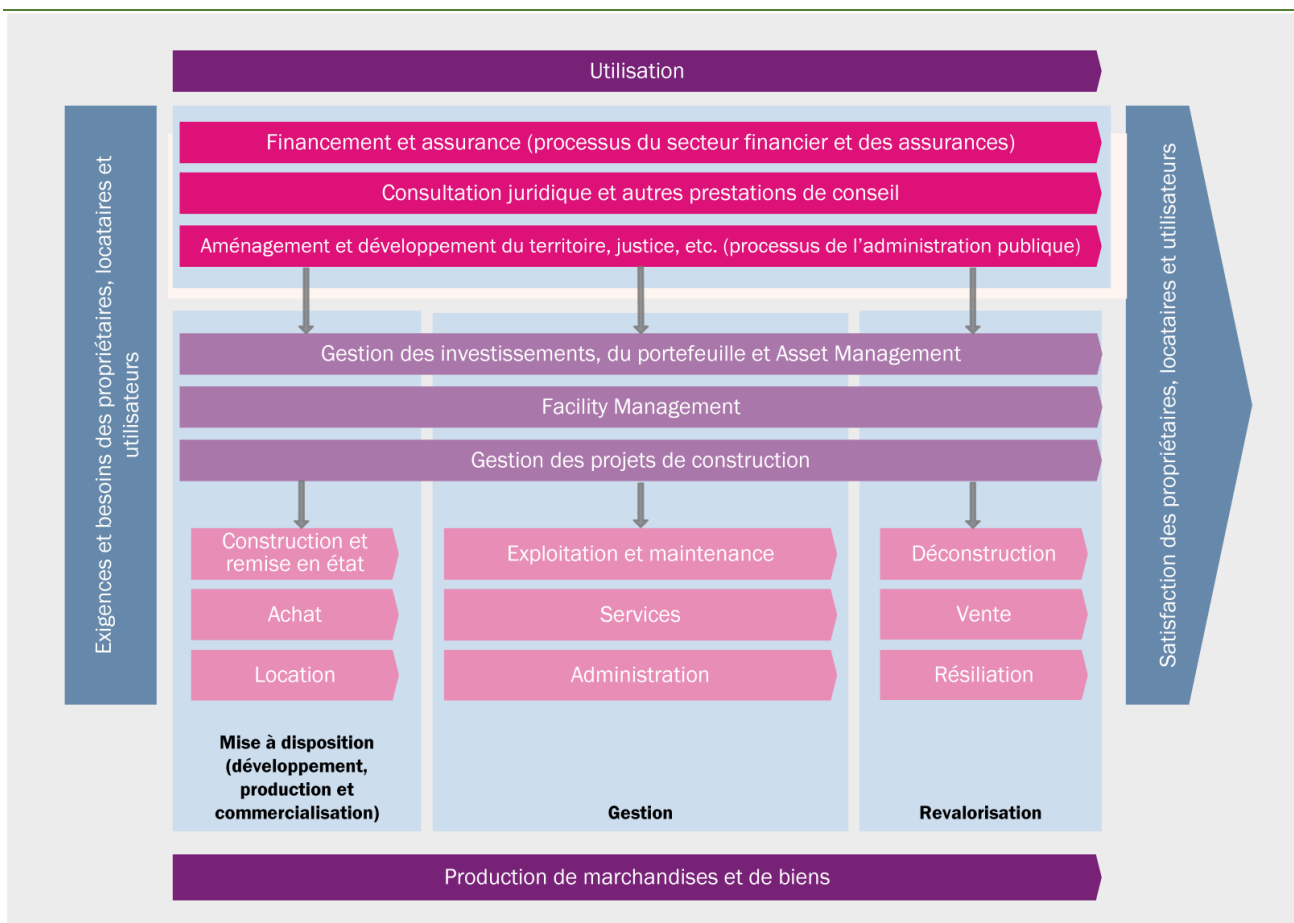 Utilisation
Exigences et besoins des propriétaires, locataires et
utilisateurs
Financement et assurance (processus du secteur financier et des assurances)
Consultation juridique et autres prestations de conseil
Aménagement et développement du territoire, justice, etc. (processus de l’administration publique)
Gestion des investissements, du portefeuille et Asset Management
Facility Management
Gestion des projets de construction
Construction et
remise en état
Achat
Location
Mise à disposition
(développement,
production et
commercialisation)
Exploitation et maintenance
Services
Administration
Gestion
Déconstruction
Vente
Résiliation
Revalorisation
Satisfaction des propriétaires, locataires et utilisateurs
Production de marchandises et de biens